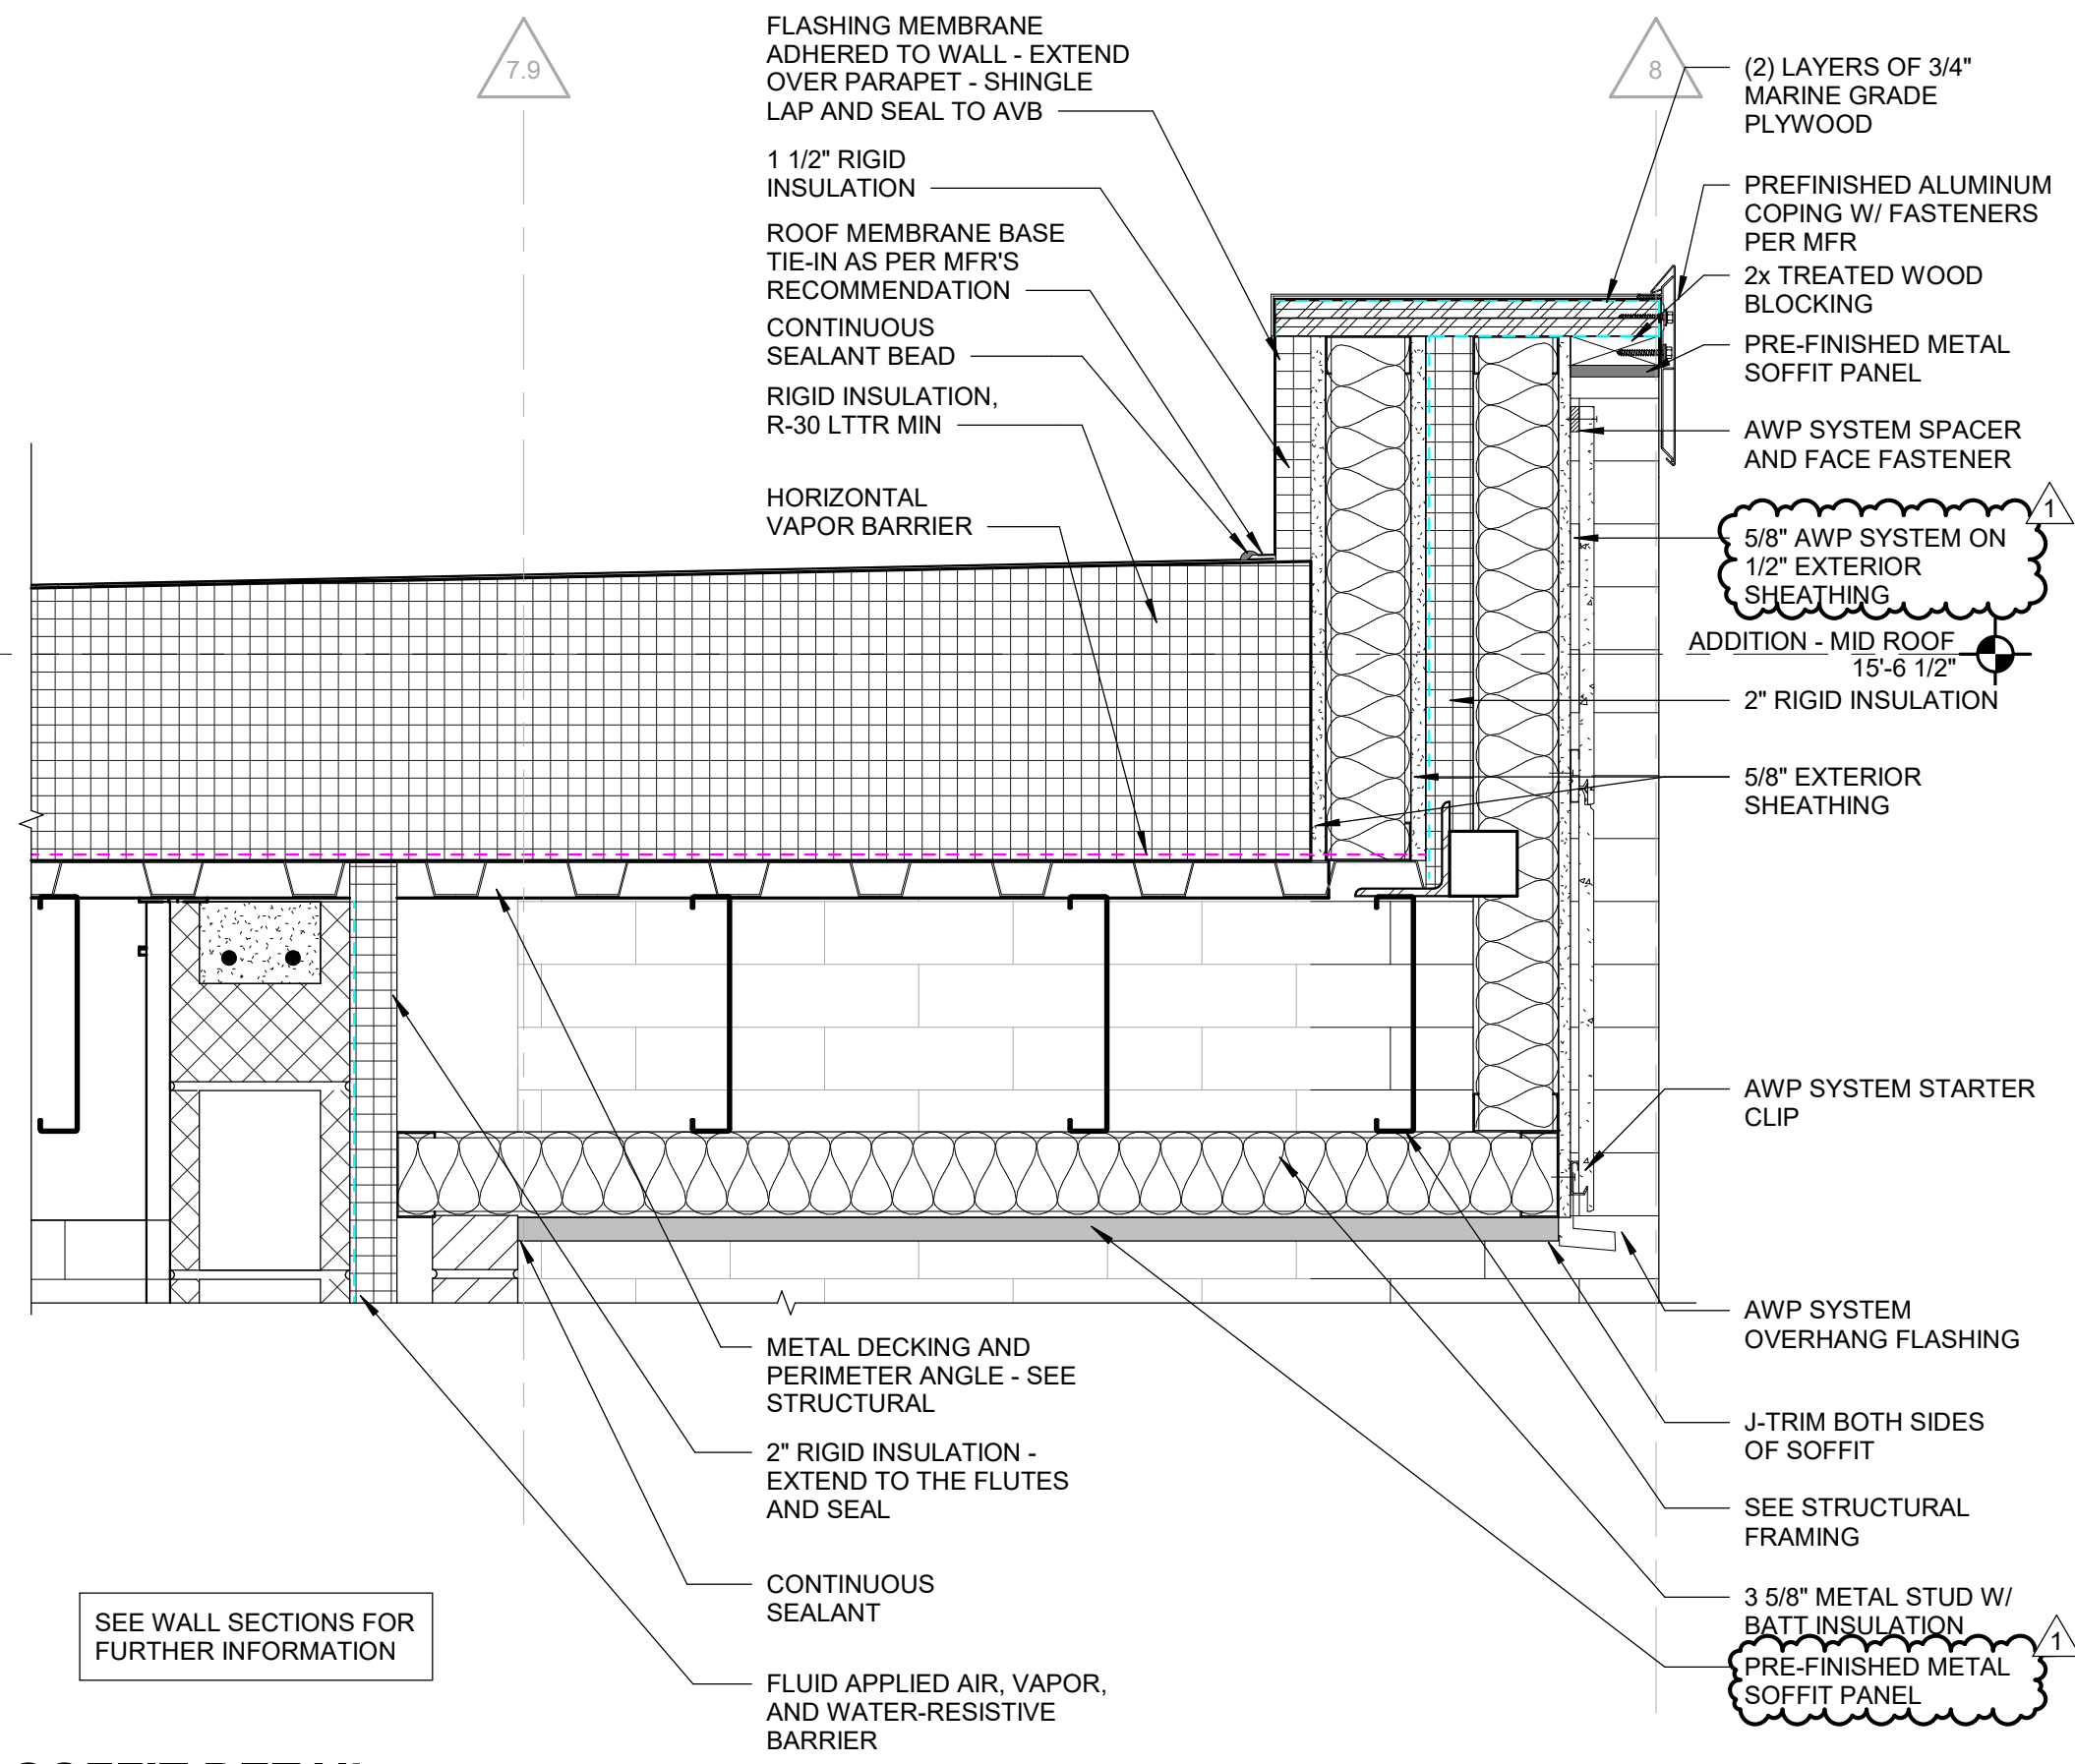 7.9
8
FLASHING MEMBRANE
ADHERED TO WALL - EXTEND
OVER PARAPET - SHINGLE
LAP AND SEAL TO AVB
1 1/2" RIGID
INSULATION
ROOF MEMBRANE BASE
TIE-IN AS PER MFR'S
RECOMMENDATION
CONTINUOUS
SEALANT BEAD
RIGID INSULATION,
R-30 LTTR MIN
HORIZONTAL
VAPOR BARRIER
(2) LAYERS OF 3/4"
MARINE GRADE
PLYWOOD
PREFINISHED ALUMINUM
COPING W/ FASTENERS
PER MFR
2x TREATED WOOD
BLOCKING
PRE-FINISHED METAL
SOFFIT PANEL
AWP SYSTEM SPACER
AND FACE FASTENER
1
5/8" AWP SYSTEM ON
1/2" EXTERIOR
SHEATHING
ADDITION - MID ROOF
15'-6 1/2"
2" RIGID INSULATION
5/8" EXTERIOR
SHEATHING
AWP SYSTEM STARTER
CLIP
AWP SYSTEM
OVERHANG FLASHING
J-TRIM BOTH SIDES
OF SOFFIT
SEE STRUCTURAL
FRAMING
3 5/8" METAL STUD W/
BATT INSULATION
1
PRE-FINISHED METAL
SOFFIT PANEL
METAL DECKING AND
PERIMETER ANGLE - SEE
STRUCTURAL
2" RIGID INSULATION -
EXTEND TO THE FLUTES
AND SEAL
CONTINUOUS
SEALANT
FLUID APPLIED AIR, VAPOR,
AND WATER-RESISTIVE
BARRIER
SEE WALL SECTIONS FOR
FURTHER INFORMATION